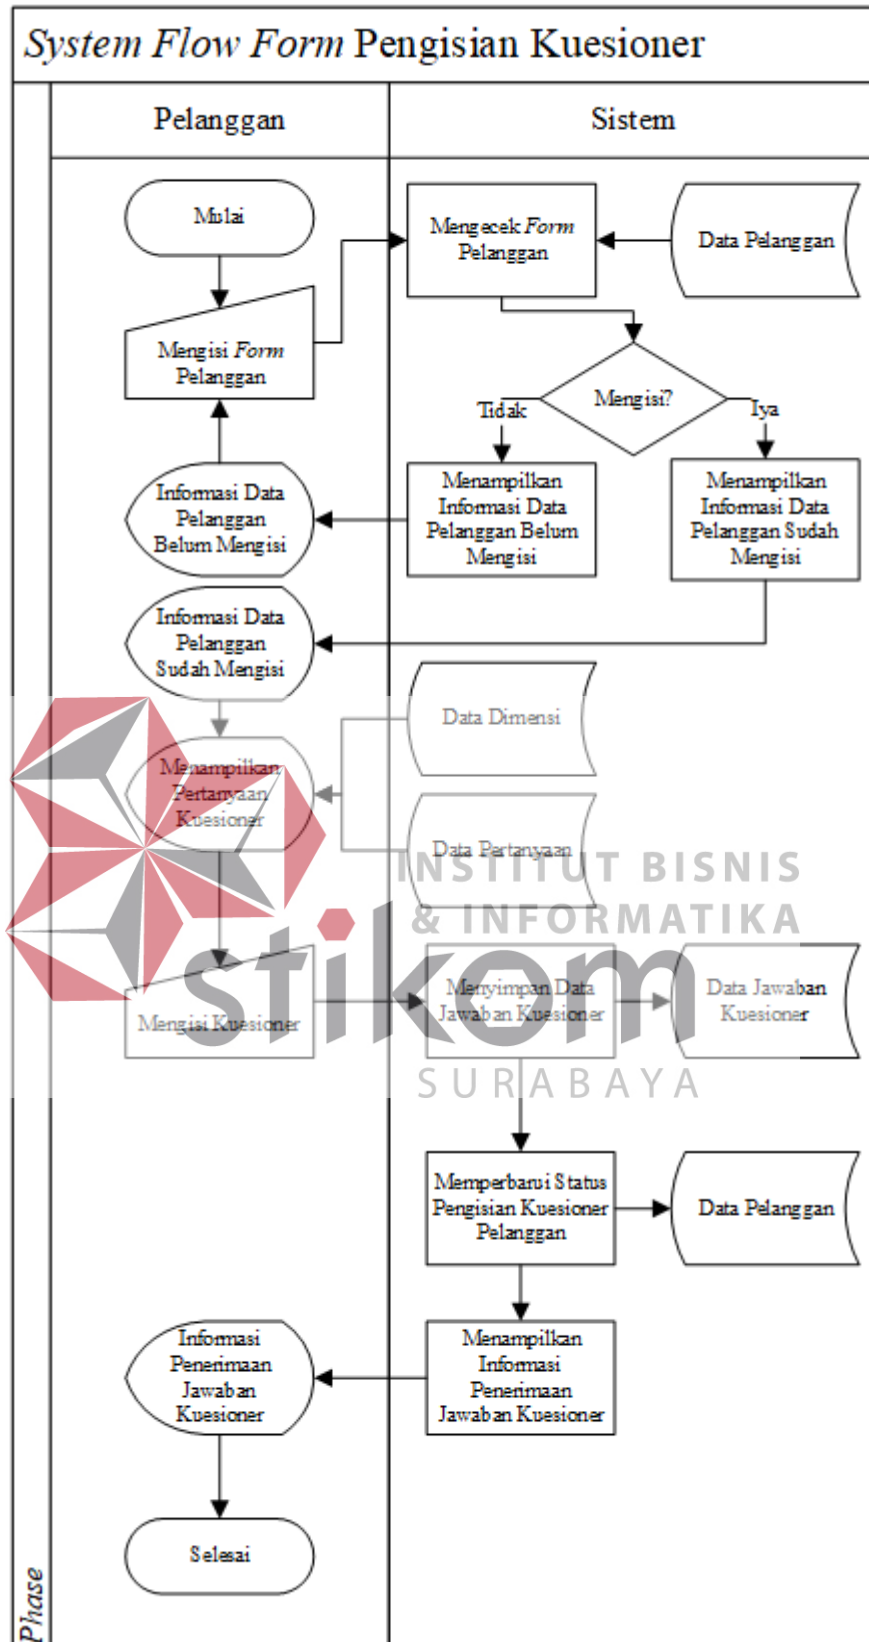 System Flow Form Pengisian Kuesioner
Pelanggan
Sistem
Mulai
Mengecek Form
Pelanggan
Data Pelanggan
Mengisi Form
Pelanggan
Mengisi?
Tidak
Iya
Informasi Data
Pelanggan
Belum Mengisi
Menampilkan
Informasi Data
Pelanggan Belum
Mengisi
Menampilkan
Informasi Data
Pelanggan Sudah
Mengisi
Informasi Data
Pelanggan
Sudah Mengisi
Data Dimensi
Menampilkan
Pertanyaan
Kuesioner
Data Pertanyaan
INSTITUT BISNIS
& INFORMATIKA
stikom
SURABAYA
Mengisi Kuesioner
Menyimpan Data
Jawaban Kuesioner
Data Jawaban
Kuesioner
Memperbarui Status
Pengisian Kuesioner
Pelanggan
Data Pelanggan
Informasi
Penerimaan
Jawaban
Kuesioner
Menampilkan
Informasi
Penerimaan
Jawaban Kuesioner
Selesai
Phase